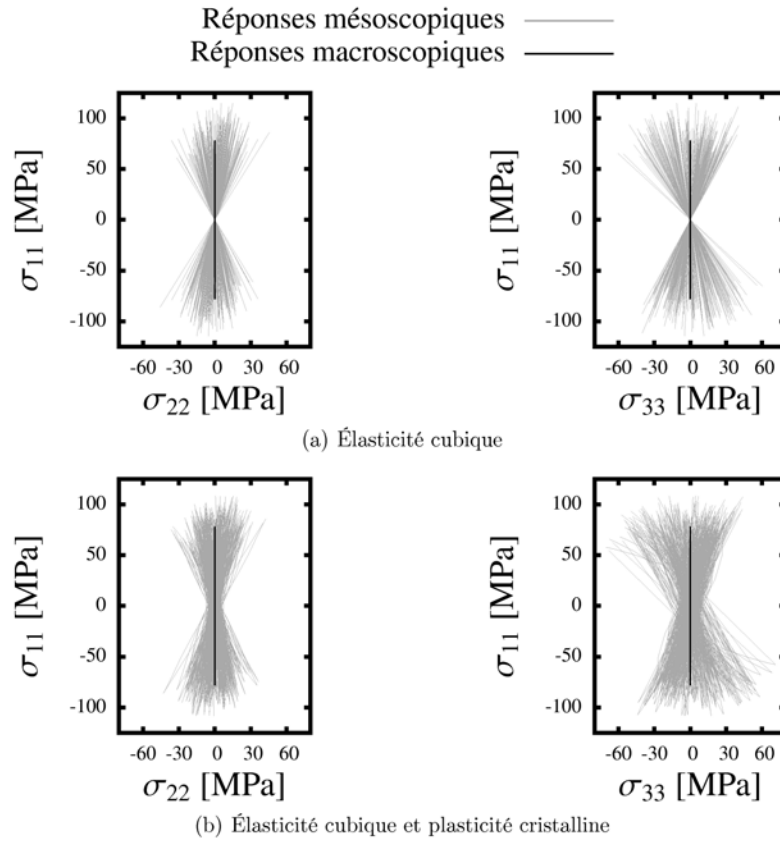 Réponses mésoscopiques
Réponses macroscopiques
100
50
0
-50
-100
σ11 [MPa]
-60 -30 0 30 60
σ22 [MPa]
100
50
0
-50
-100
σ11 [MPa]
-60 -30 0 30 60
σ33 [MPa]
(a) Élasticité cubique
100
50
0
-50
-100
σ11 [MPa]
-60 -30 0 30 60
σ22 [MPa]
100
50
0
-50
-100
σ11 [MPa]
-60 -30 0 30 60
σ33 [MPa]
(b) Élasticité cubique et plasticité cristalline